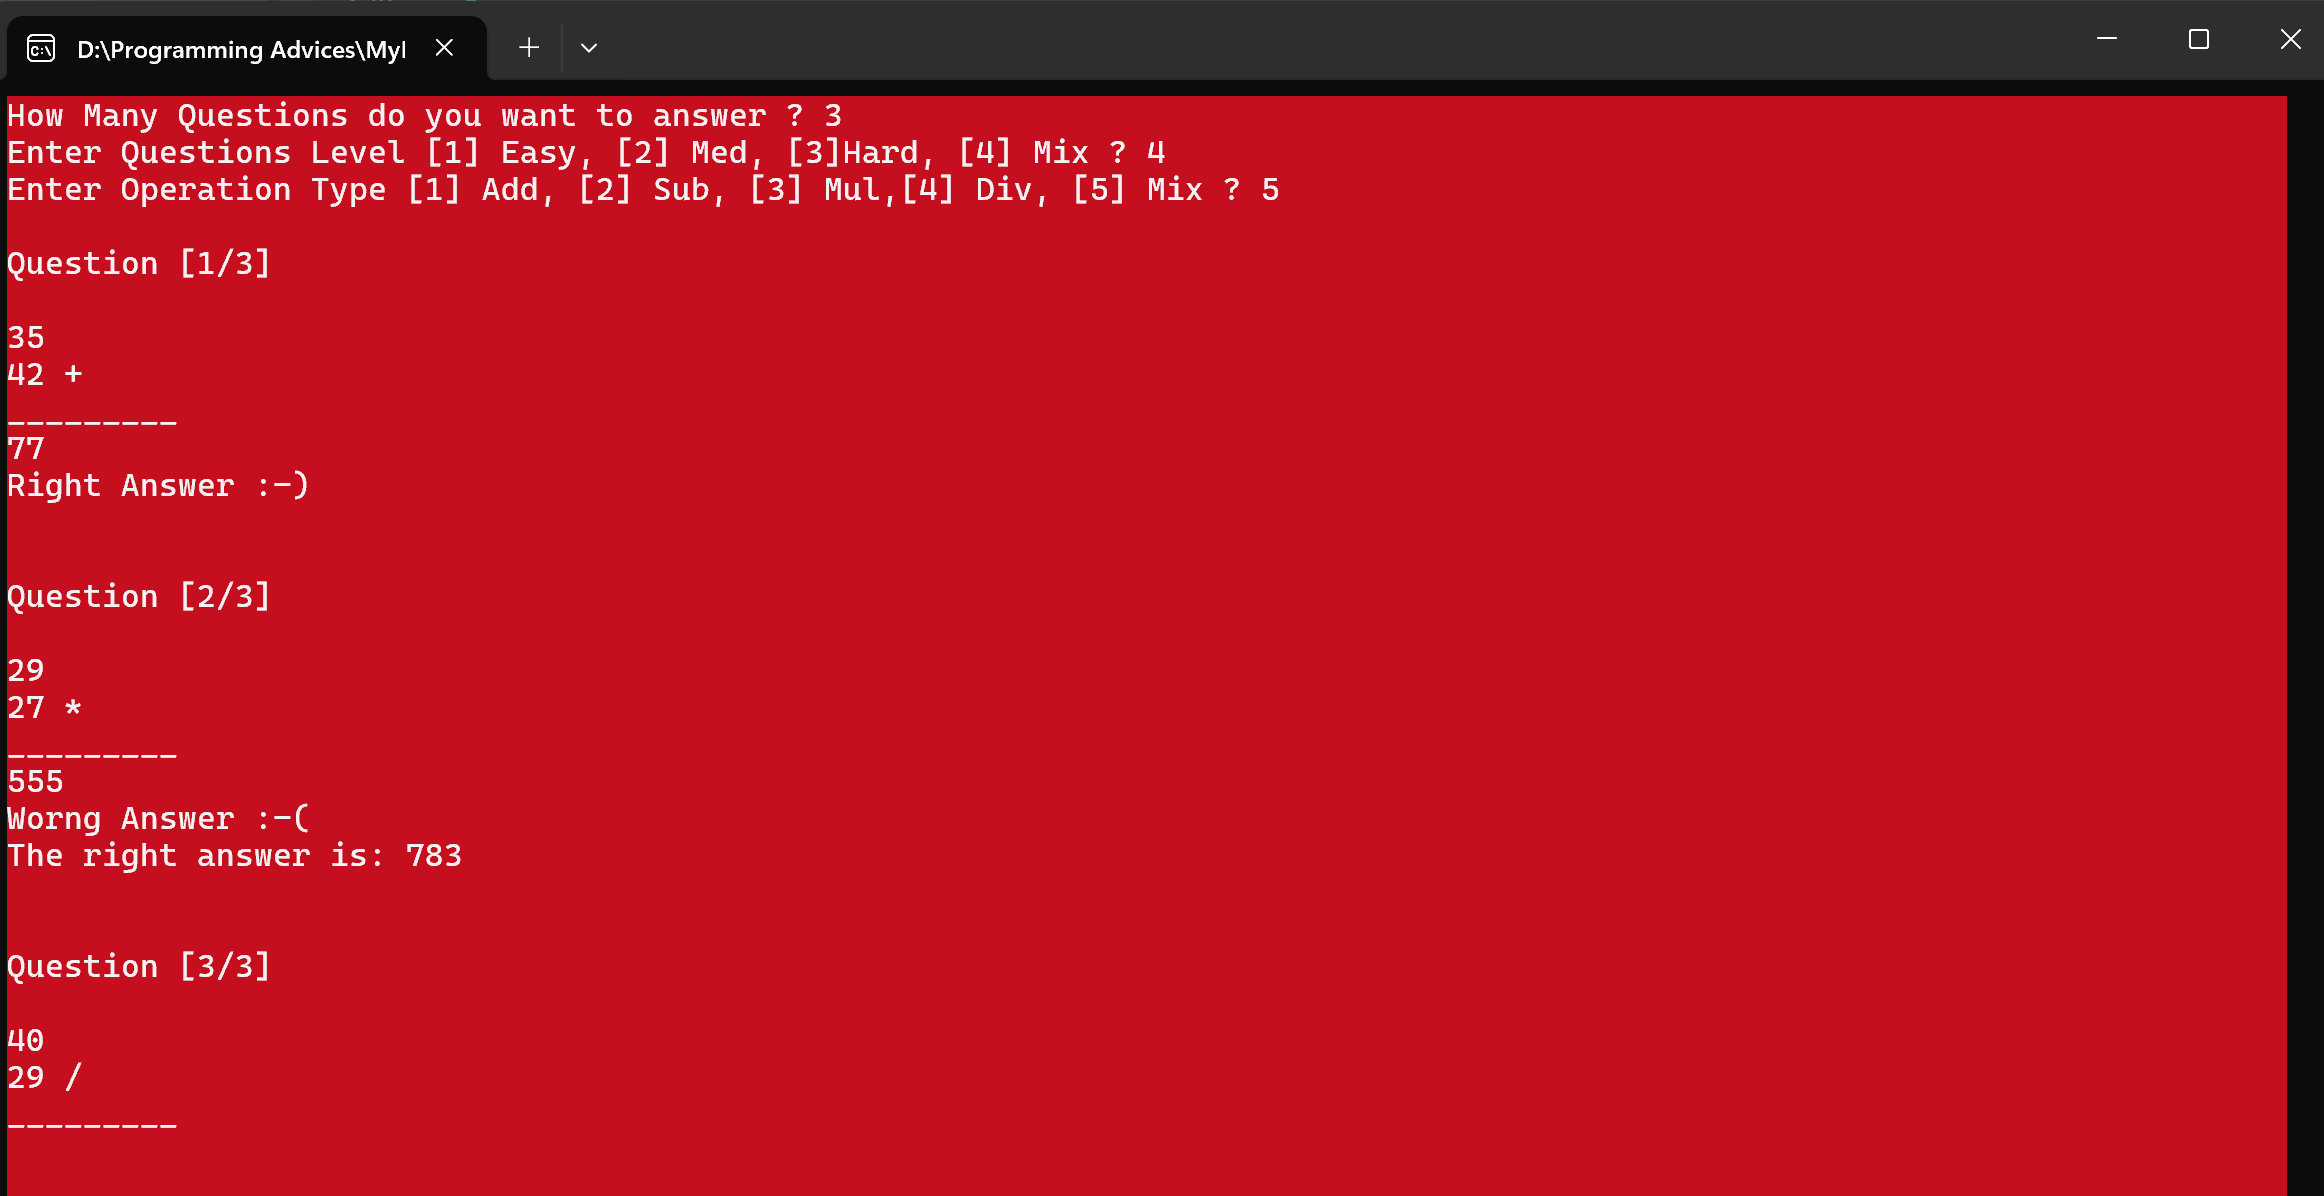 D:\Programming Advices\Myl
How Many Questions do you want to answer ? 3
Enter Questions Level [1] Easy, [2] Med, [3]Hard, [4] Mix ? 4
Enter Operation Type [1] Add, [2] Sub, [3] Mul,[4] Div, [5] Mix ? 5
Question [1/3]
35
42 +
_________
77
Right Answer :-)
Question [2/3]
29
27 *
_________
555
Worng Answer :-(
The right answer is: 783
Question [3/3]
40
29 /
_________